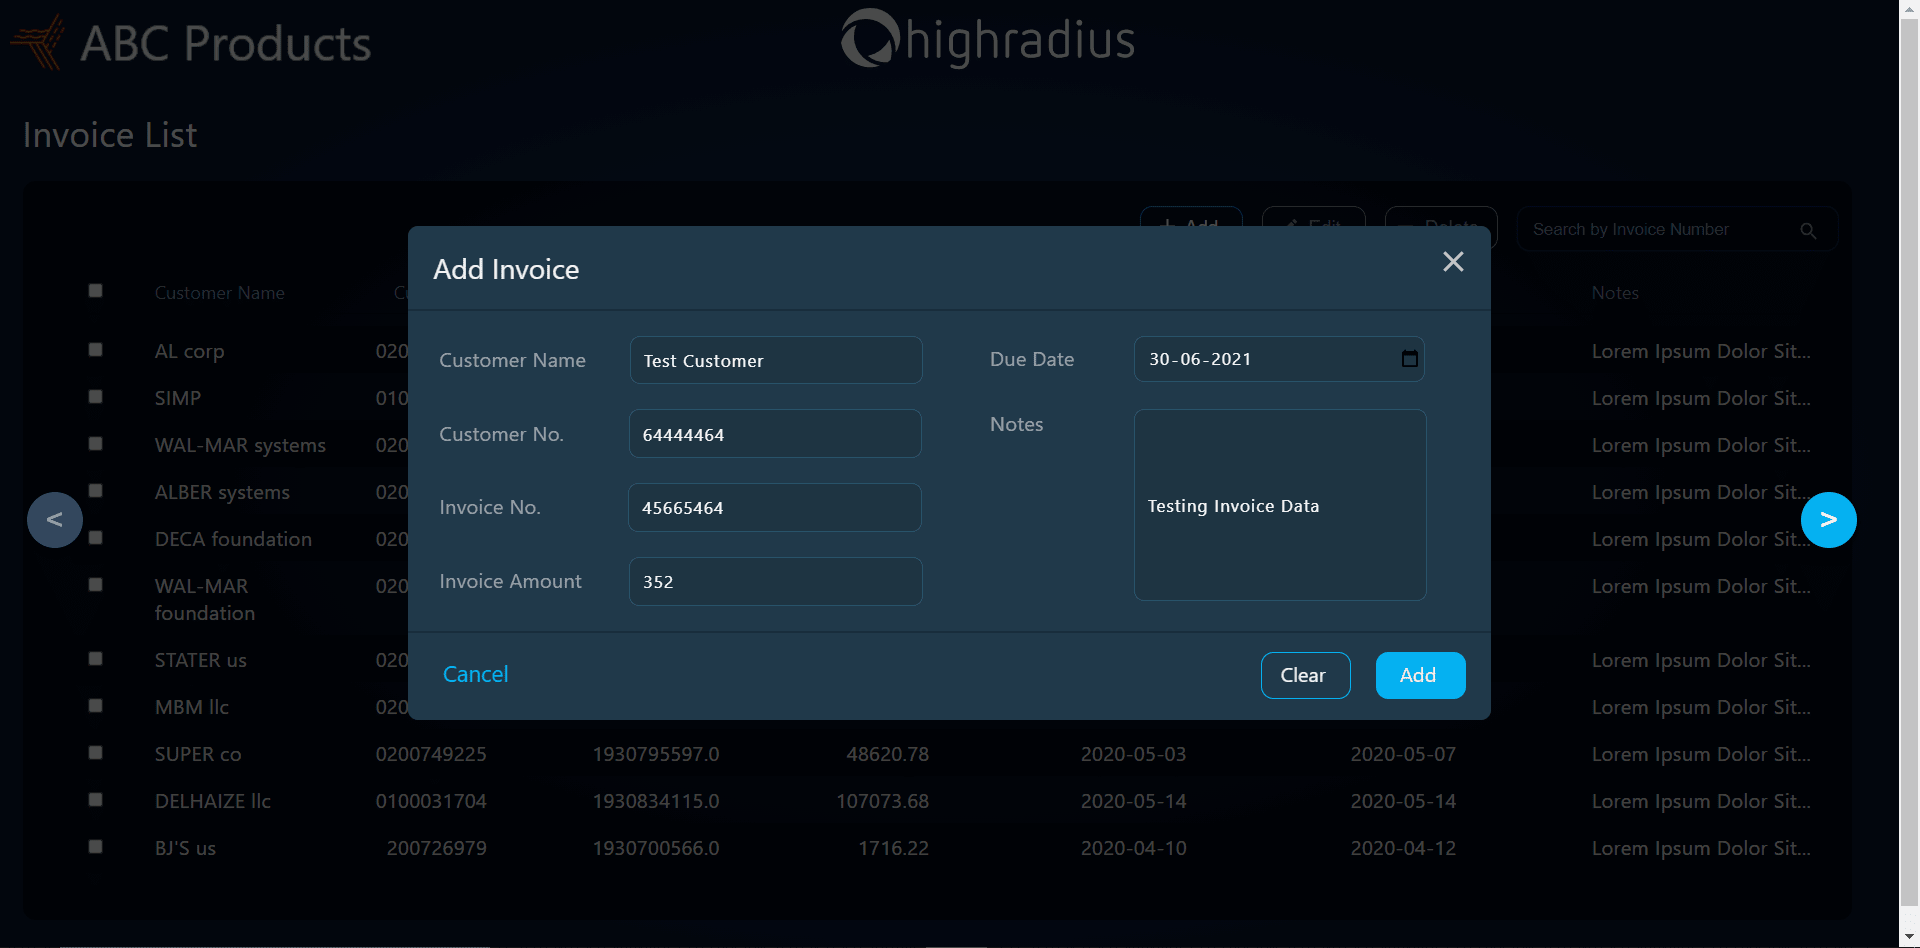 ABC Products
highradius
Invoice List
Add Edit Delete Search by Invoice Number
Add Invoice
Customer Name Notes
Customer Name Test Customer Due Date 30-06-2021
Customer No. 64444464 Notes
Invoice No. 45665464
Testing Invoice Data
Invoice Amount 352
Cancel Clear Add
AL corp 020 Lorem Ipsum Dolor Sit...
SIMP 010 Lorem Ipsum Dolor Sit...
WAL-MAR systems 020 Lorem Ipsum Dolor Sit...
ALBER systems 020 Lorem Ipsum Dolor Sit...
< >
DECA foundation 020 Lorem Ipsum Dolor Sit...
WAL-MAR 020 Lorem Ipsum Dolor Sit...
foundation
STATER us 020 Lorem Ipsum Dolor Sit...
MBM llc 020 Lorem Ipsum Dolor Sit...
SUPER co 0200749225 1930795597.0 48620.78 2020-05-03 2020-05-07 Lorem Ipsum Dolor Sit...
DELHAIZE llc 0100031704 1930834115.0 107073.68 2020-05-14 2020-05-14 Lorem Ipsum Dolor Sit...
BJ'S us 200726979 1930700566.0 1716.22 2020-04-10 2020-04-12 Lorem Ipsum Dolor Sit...